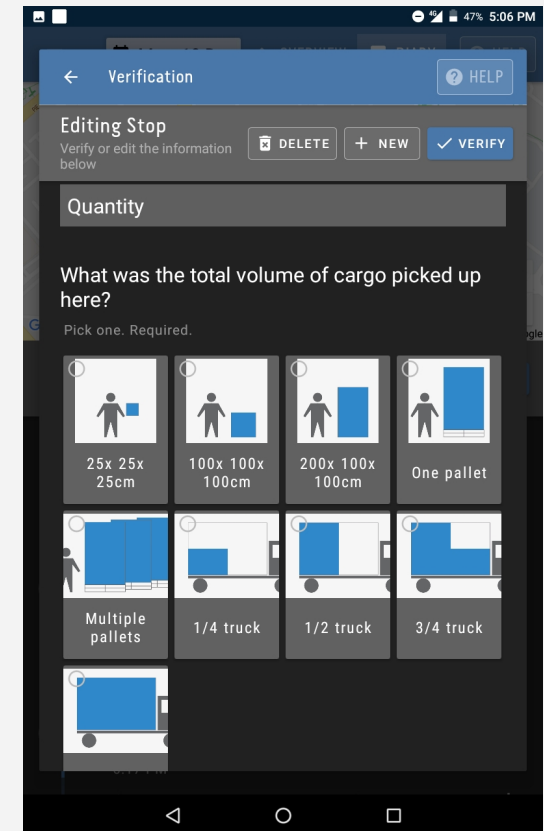 4G 47% 5:06 PM
Verification
HELP
Editing Stop
Verify or edit the information
below
DELETE
+ NEW
VERIFY
Quantity
What was the total volume of cargo picked up
here?
Pick one. Required.
25x 25x
25cm
100x 100x
100cm
200x 100x
100cm
One pallet
Multiple
pallets
1/4 truck
1/2 truck
3/4 truck